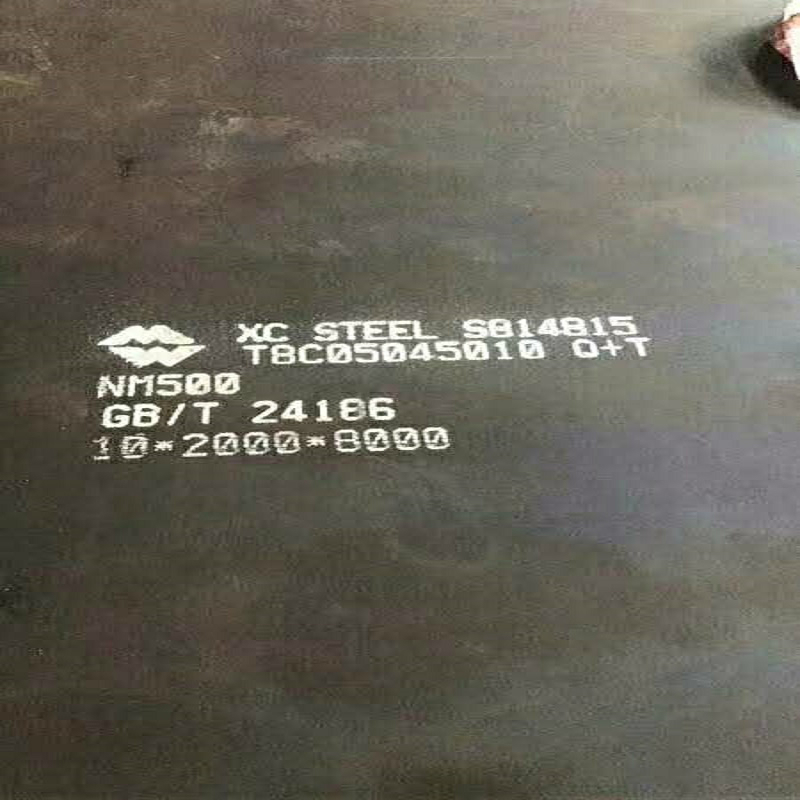 XC STEEL S814815
T8C05045010 Q+T
NM500
GB/T 24186
10*2000*8000